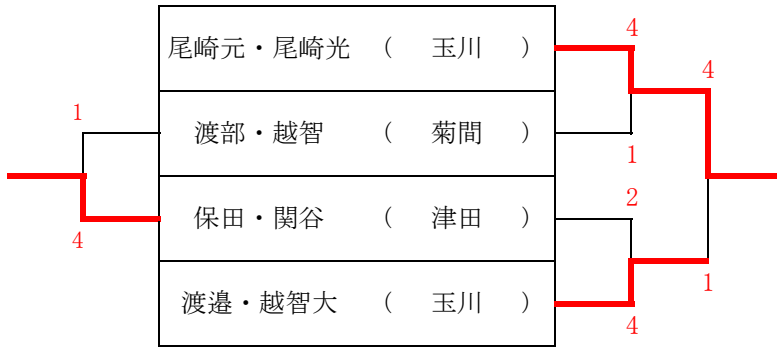 尾崎元・尾崎光 ( 玉川 )
4
4
1
渡部・越智 ( 菊間 )
1
2
保田・関谷 ( 津田 )
4
1
渡邉・越智大 ( 玉川 )
4